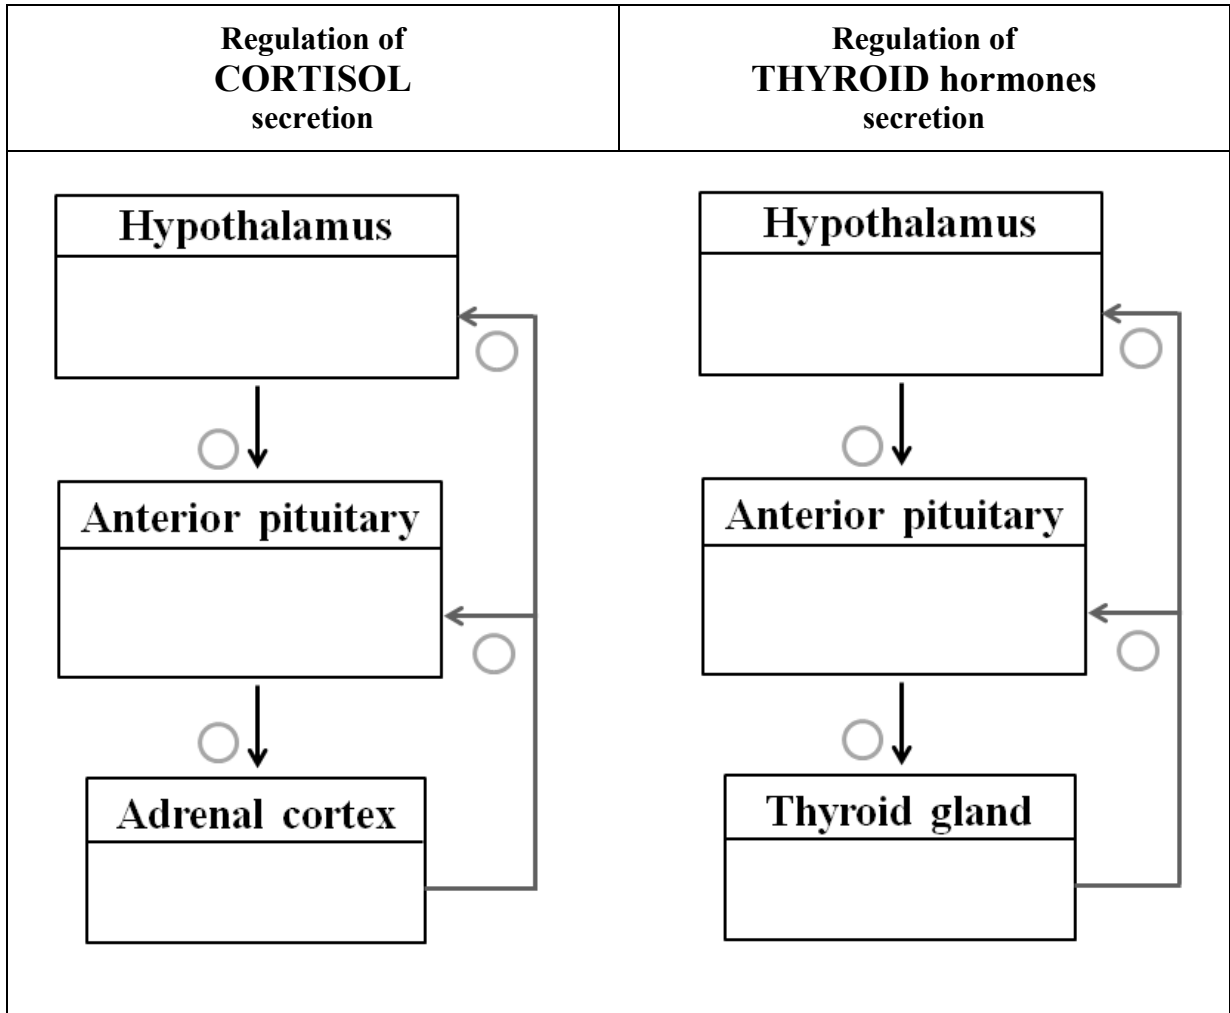 Regulation of
CORTISOL
secretion
Regulation of
THYROID hormones
secretion
Hypothalamus
Anterior pituitary
Adrenal cortex
Hypothalamus
Anterior pituitary
Thyroid gland